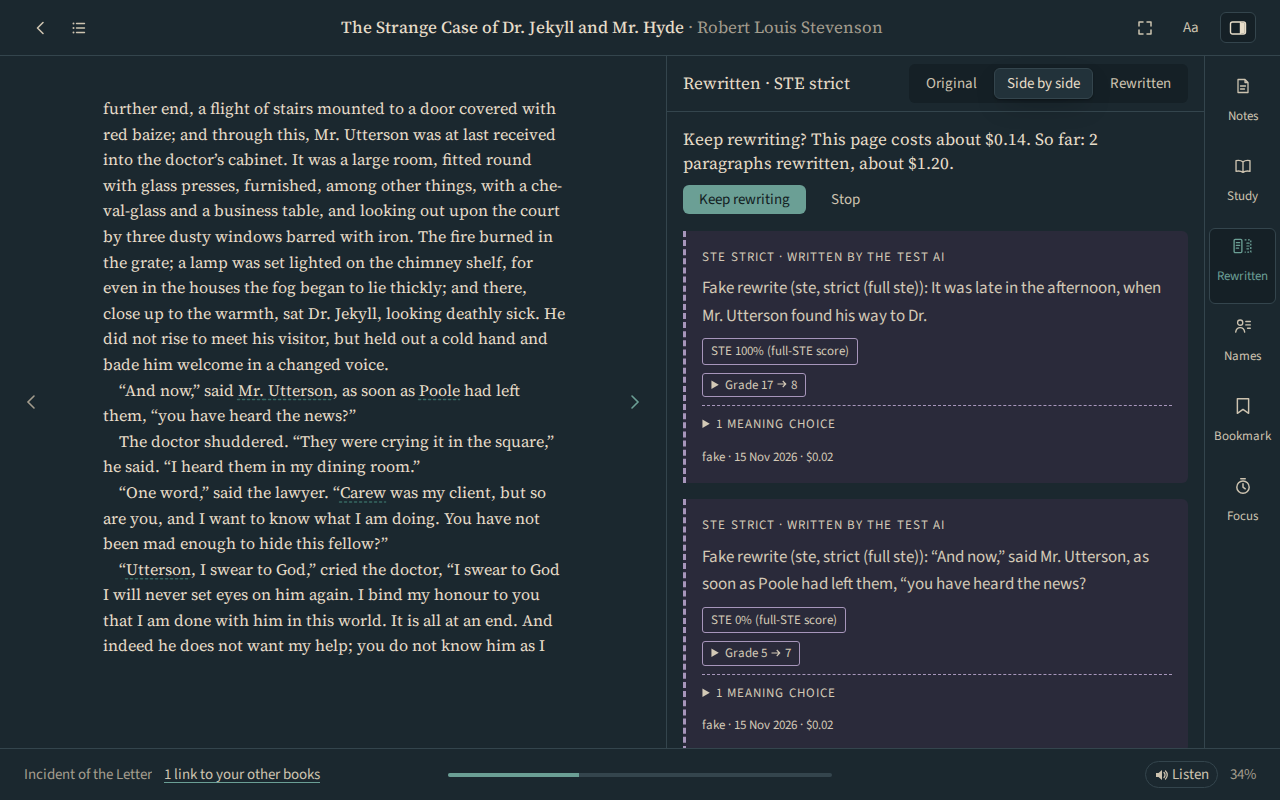 The Strange Case of Dr. Jekyll and Mr. Hyde · Robert Louis Stevenson
Aa
further end, a flight of stairs mounted to a door covered with
red baize; and through this, Mr. Utterson was at last received
into the doctor’s cabinet. It was a large room, fitted round
with glass presses, furnished, among other things, with a che-
val-glass and a business table, and looking out upon the court
by three dusty windows barred with iron. The fire burned in
the grate; a lamp was set lighted on the chimney shelf, for
even in the houses the fog began to lie thickly; and there,
close up to the warmth, sat Dr. Jekyll, looking deathly sick. He
did not rise to meet his visitor, but held out a cold hand and
bade him welcome in a changed voice.
“And now,” said Mr. Utterson, as soon as Poole had left
them, “you have heard the news?”
The doctor shuddered. “They were crying it in the square,”
he said. “I heard them in my dining room.”
“One word,” said the lawyer. “Carew was my client, but so
are you, and I want to know what I am doing. You have not
been mad enough to hide this fellow?”
“Utterson, I swear to God,” cried the doctor, “I swear to God
I will never set eyes on him again. I bind my honour to you
that I am done with him in this world. It is all at an end. And
indeed he does not want my help; you do not know him as I
Rewritten · STE strict
Original
Side by side
Rewritten
Keep rewriting? This page costs about $0.14. So far: 2
paragraphs rewritten, about $1.20.
Keep rewriting
Stop
STE STRICT · WRITTEN BY THE TEST AI
Fake rewrite (ste, strict (full ste)): It was late in the afternoon, when
Mr. Utterson found his way to Dr.
STE 100% (full-STE score)
Grade 17 → 8
1 MEANING CHOICE
fake · 15 Nov 2026 · $0.02
STE STRICT · WRITTEN BY THE TEST AI
Fake rewrite (ste, strict (full ste)): “And now,” said Mr. Utterson, as
soon as Poole had left them, “you have heard the news?
STE 0% (full-STE score)
Grade 5 → 7
1 MEANING CHOICE
fake · 15 Nov 2026 · $0.02
Notes
Study
Rewritten
Names
Bookmark
Focus
Incident of the Letter
1 link to your other books
Listen
34%